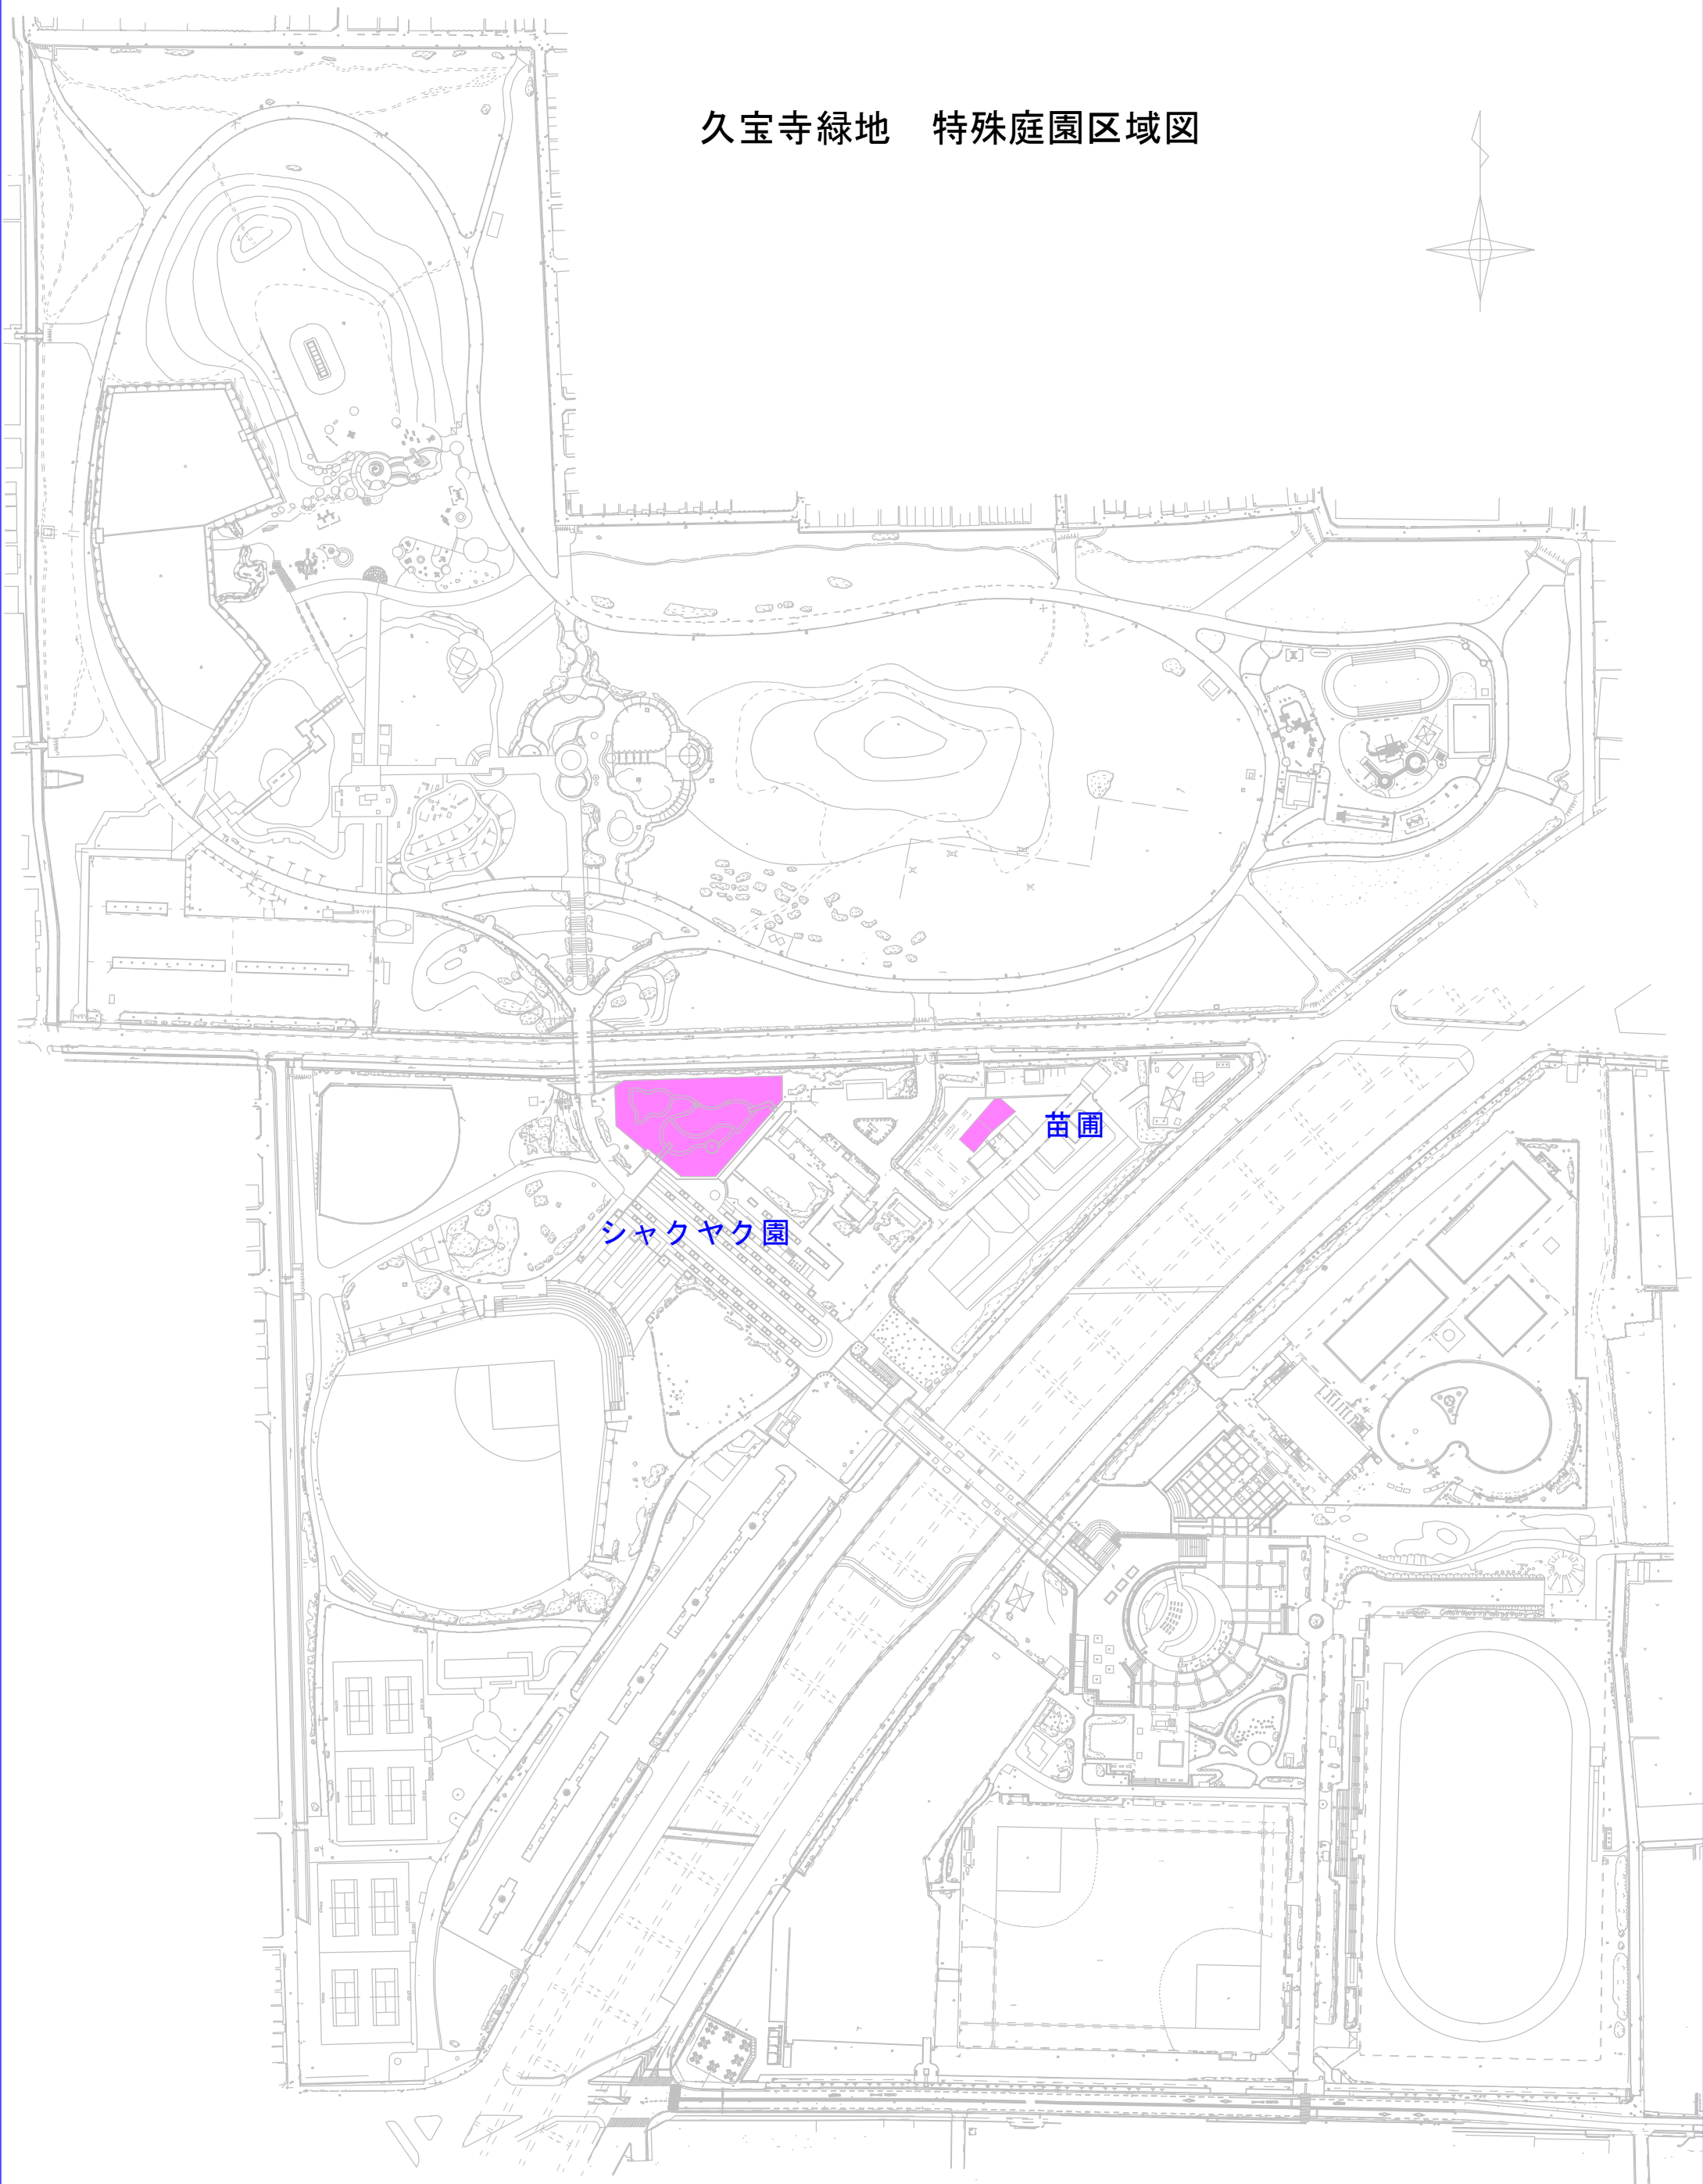 久宝寺緑地　特殊庭園区域図
苗圃
シャクヤク園